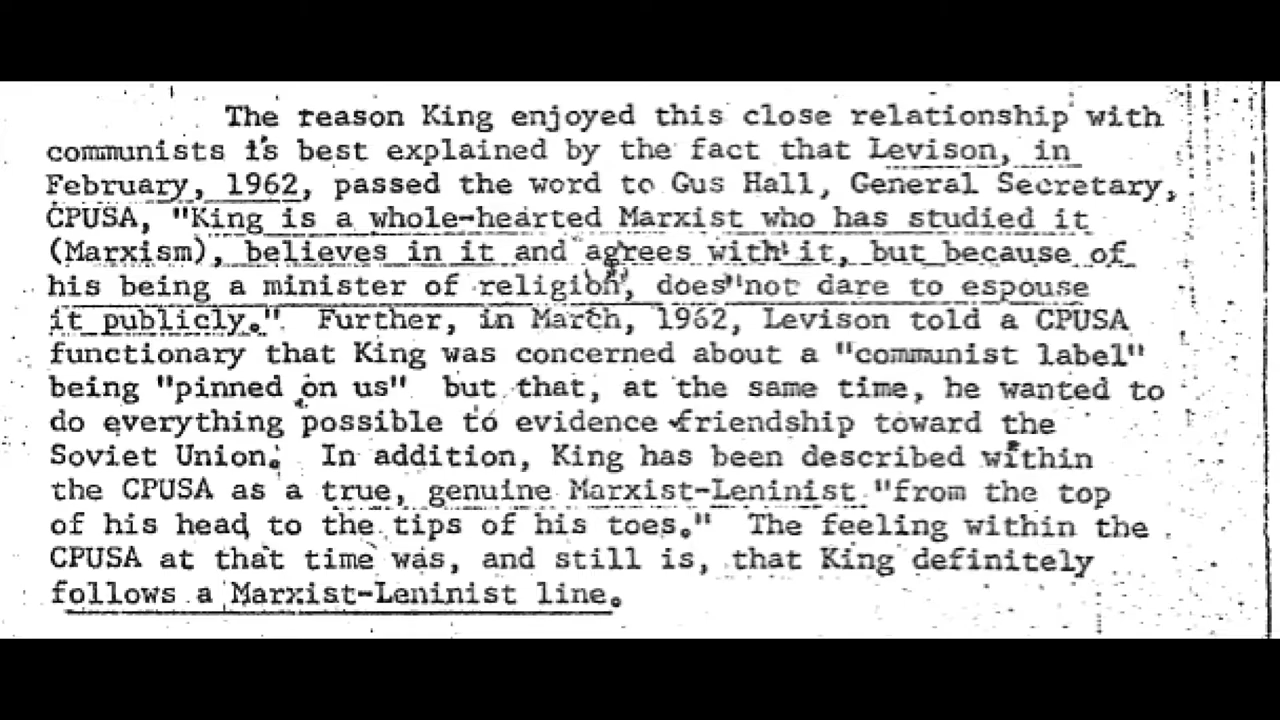 The reason King enjoyed this close relationship with
communists is best explained by the fact that Levison, in
February, 1962, passed the word to Gus Hall, General Secretary,
CPUSA, "King is a whole-hearted Marxist who has studied it
(Marxism), believes in it and agrees with it, but because of
his being a minister of religion, does not dare to espouse
it publicly." Further, in March, 1962, Levison told a CPUSA
functionary that King was concerned about a "communist label"
being "pinned on us" but that, at the same time, he wanted to
do everything possible to evidence friendship toward the
Soviet Union. In addition, King has been described within
the CPUSA as a true, genuine Marxist-Leninist "from the top
of his head to the tips of his toes." The feeling within the
CPUSA at that time was, and still is, that King definitely
follows a Marxist-Leninist line.